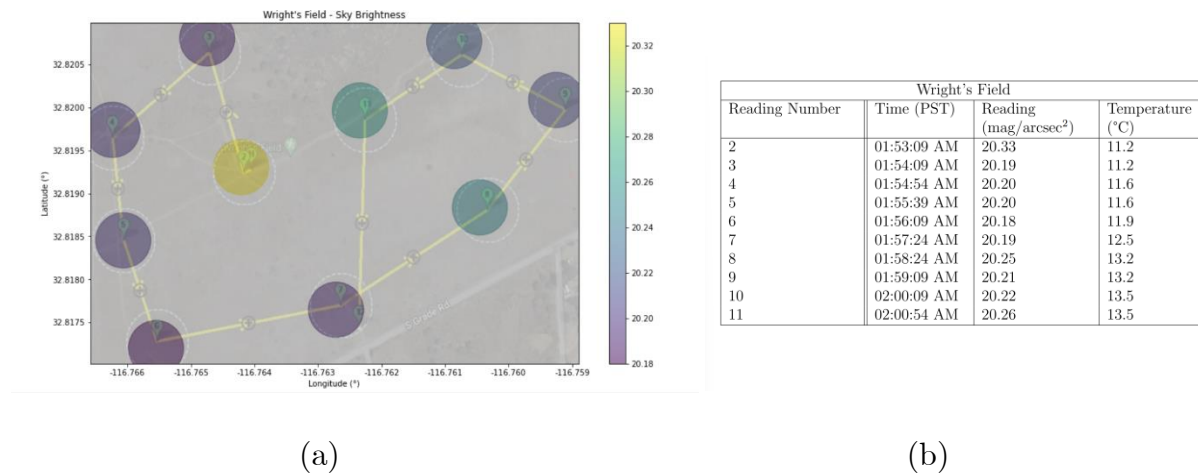 Wright's Field - Sky Brightness
Latitude (°)
32.8205
32.8200
32.8195
32.8190
32.8185
32.8180
32.8175
-116.766 -116.765 -116.764 -116.763 -116.762 -116.761 -116.760 -116.759
Longitude (°)
S Grade Rd
20.32
20.30
20.28
20.26
20.24
20.22
20.20
20.18
Wright's Field
Reading Number Time (PST) Reading (mag/arcsec²) Temperature (°C)
2 01:53:09 AM 20.33 11.2
3 01:54:09 AM 20.19 11.2
4 01:54:54 AM 20.20 11.6
5 01:55:39 AM 20.20 11.6
6 01:56:09 AM 20.18 11.9
7 01:57:24 AM 20.19 12.5
8 01:58:24 AM 20.25 13.2
9 01:59:09 AM 20.21 13.2
10 02:00:09 AM 20.22 13.5
11 02:00:54 AM 20.26 13.5
(a) (b)